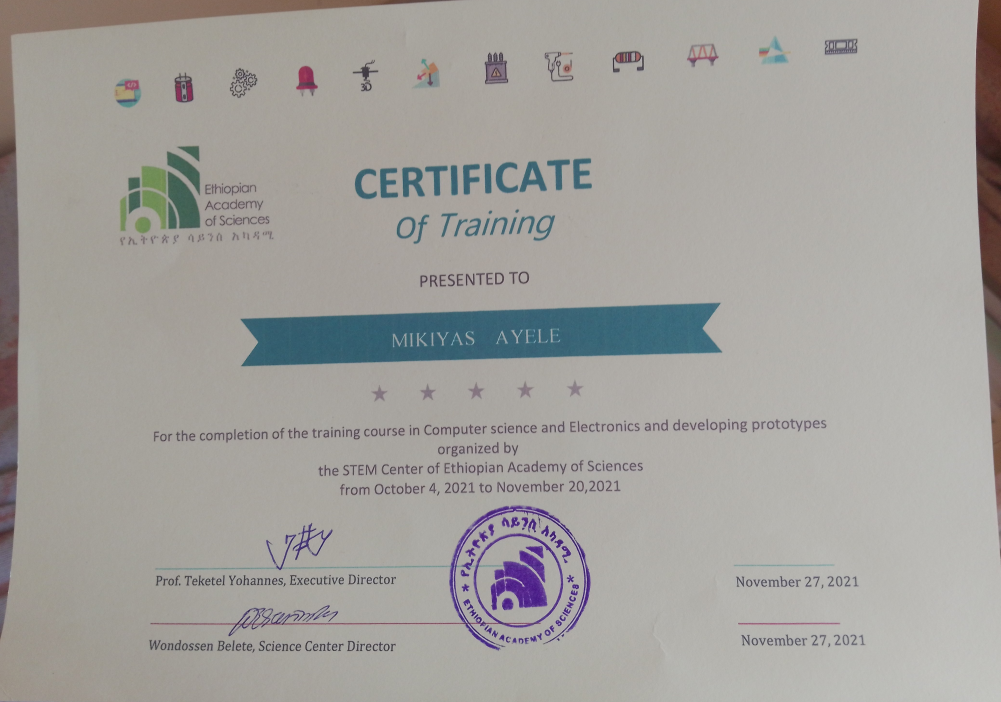 3D
Ethiopian
Academy
of Sciences
የኢትዮጵያ ሳይንስ አካዳሚ
CERTIFICATE
Of Training
PRESENTED TO
MIKIYAS AYELE
For the completion of the training course in Computer science and Electronics and developing prototypes
organized by
the STEM Center of Ethiopian Academy of Sciences
from October 4, 2021 to November 20,2021
የኢትዮጵያ ሳይንስ አካዳሚ
ETHIOPIAN ACADEMY OF SCIENCES
Prof. Teketel Yohannes, Executive Director
November 27, 2021
Wondossen Belete, Science Center Director
November 27, 2021